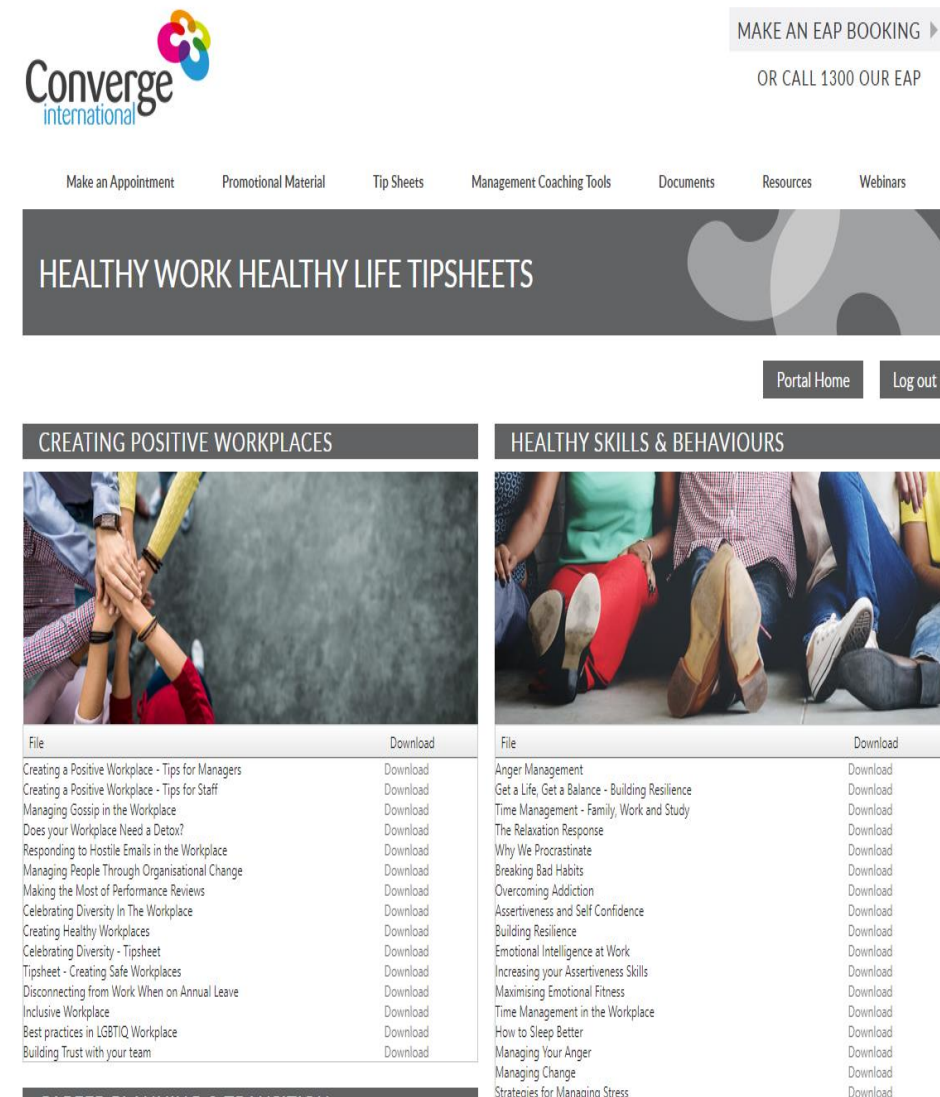 Converge
international
MAKE AN EAP BOOKING
OR CALL 1300 OUR EAP
Make an Appointment Promotional Material Tip Sheets Management Coaching Tools Documents Resources Webinars
HEALTHY WORK HEALTHY LIFE TIPSHEETS
Portal Home Log out
CREATING POSITIVE WORKPLACES
File Download
Creating a Positive Workplace - Tips for Managers Download
Creating a Positive Workplace - Tips for Staff Download
Managing Gossip in the Workplace Download
Does your Workplace Need a Detox? Download
Responding to Hostile Emails in the Workplace Download
Managing People Through Organisational Change Download
Making the Most of Performance Reviews Download
Celebrating Diversity In The Workplace Download
Creating Healthy Workplaces Download
Celebrating Diversity - Tipsheet Download
Tipsheet - Creating Safe Workplaces Download
Disconnecting from Work When on Annual Leave Download
Inclusive Workplace Download
Best practices in LGBTIQ Workplace Download
Building Trust with your team Download
HEALTHY SKILLS & BEHAVIOURS
File Download
Anger Management Download
Get a Life, Get a Balance - Building Resilience Download
Time Management - Family, Work and Study Download
The Relaxation Response Download
Why We Procrastinate Download
Breaking Bad Habits Download
Overcoming Addiction Download
Assertiveness and Self Confidence Download
Building Resilience Download
Emotional Intelligence at Work Download
Increasing your Assertiveness Skills Download
Maximising Emotional Fitness Download
Time Management in the Workplace Download
How to Sleep Better Download
Managing Your Anger Download
Managing Change Download
Strategies for Managing Stress Download